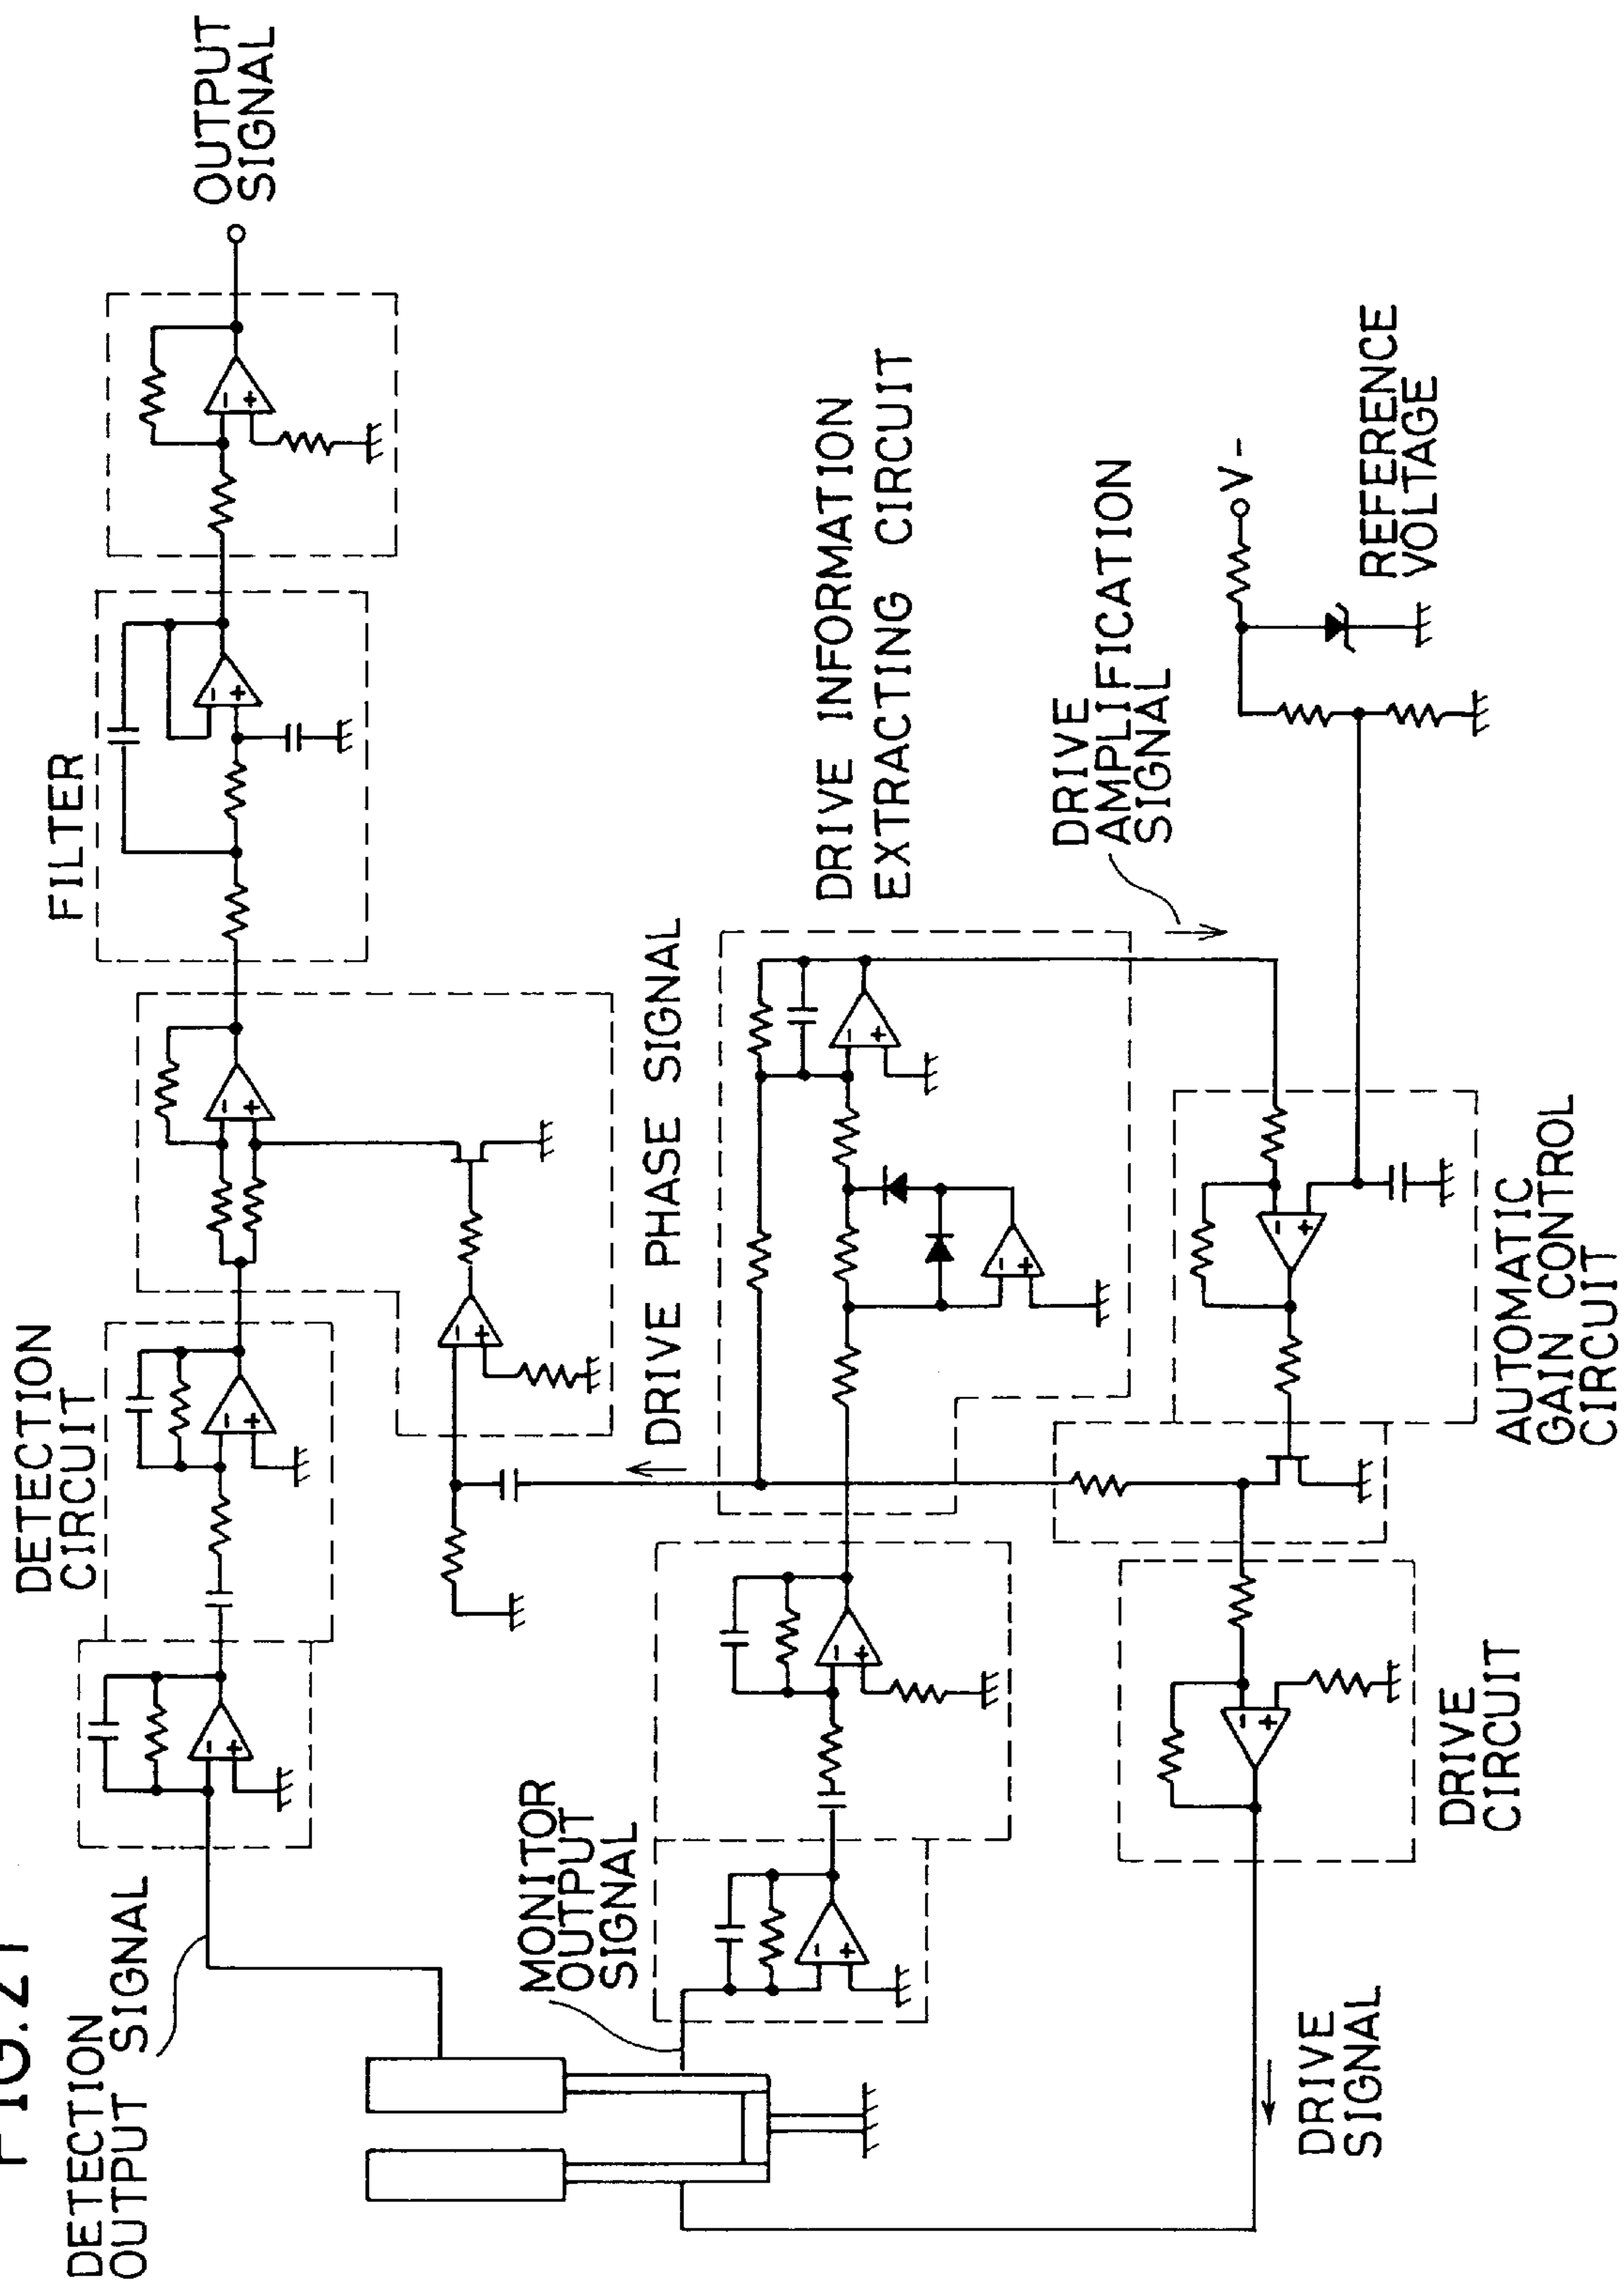 FIG. 21
DETECTION
OUTPUT SIGNAL
DETECTION
CIRCUIT
FILTER
OUTPUT
SIGNAL
MONITOR
OUTPUT
SIGNAL
DRIVE PHASE SIGNAL
DRIVE INFORMATION
EXTRACTING CIRCUIT
DRIVE
AMPLIFICATION
SIGNAL
V -
REFERENCE
VOLTAGE
AUTOMATIC
GAIN CONTROL
CIRCUIT
DRIVE
CIRCUIT
DRIVE
SIGNAL